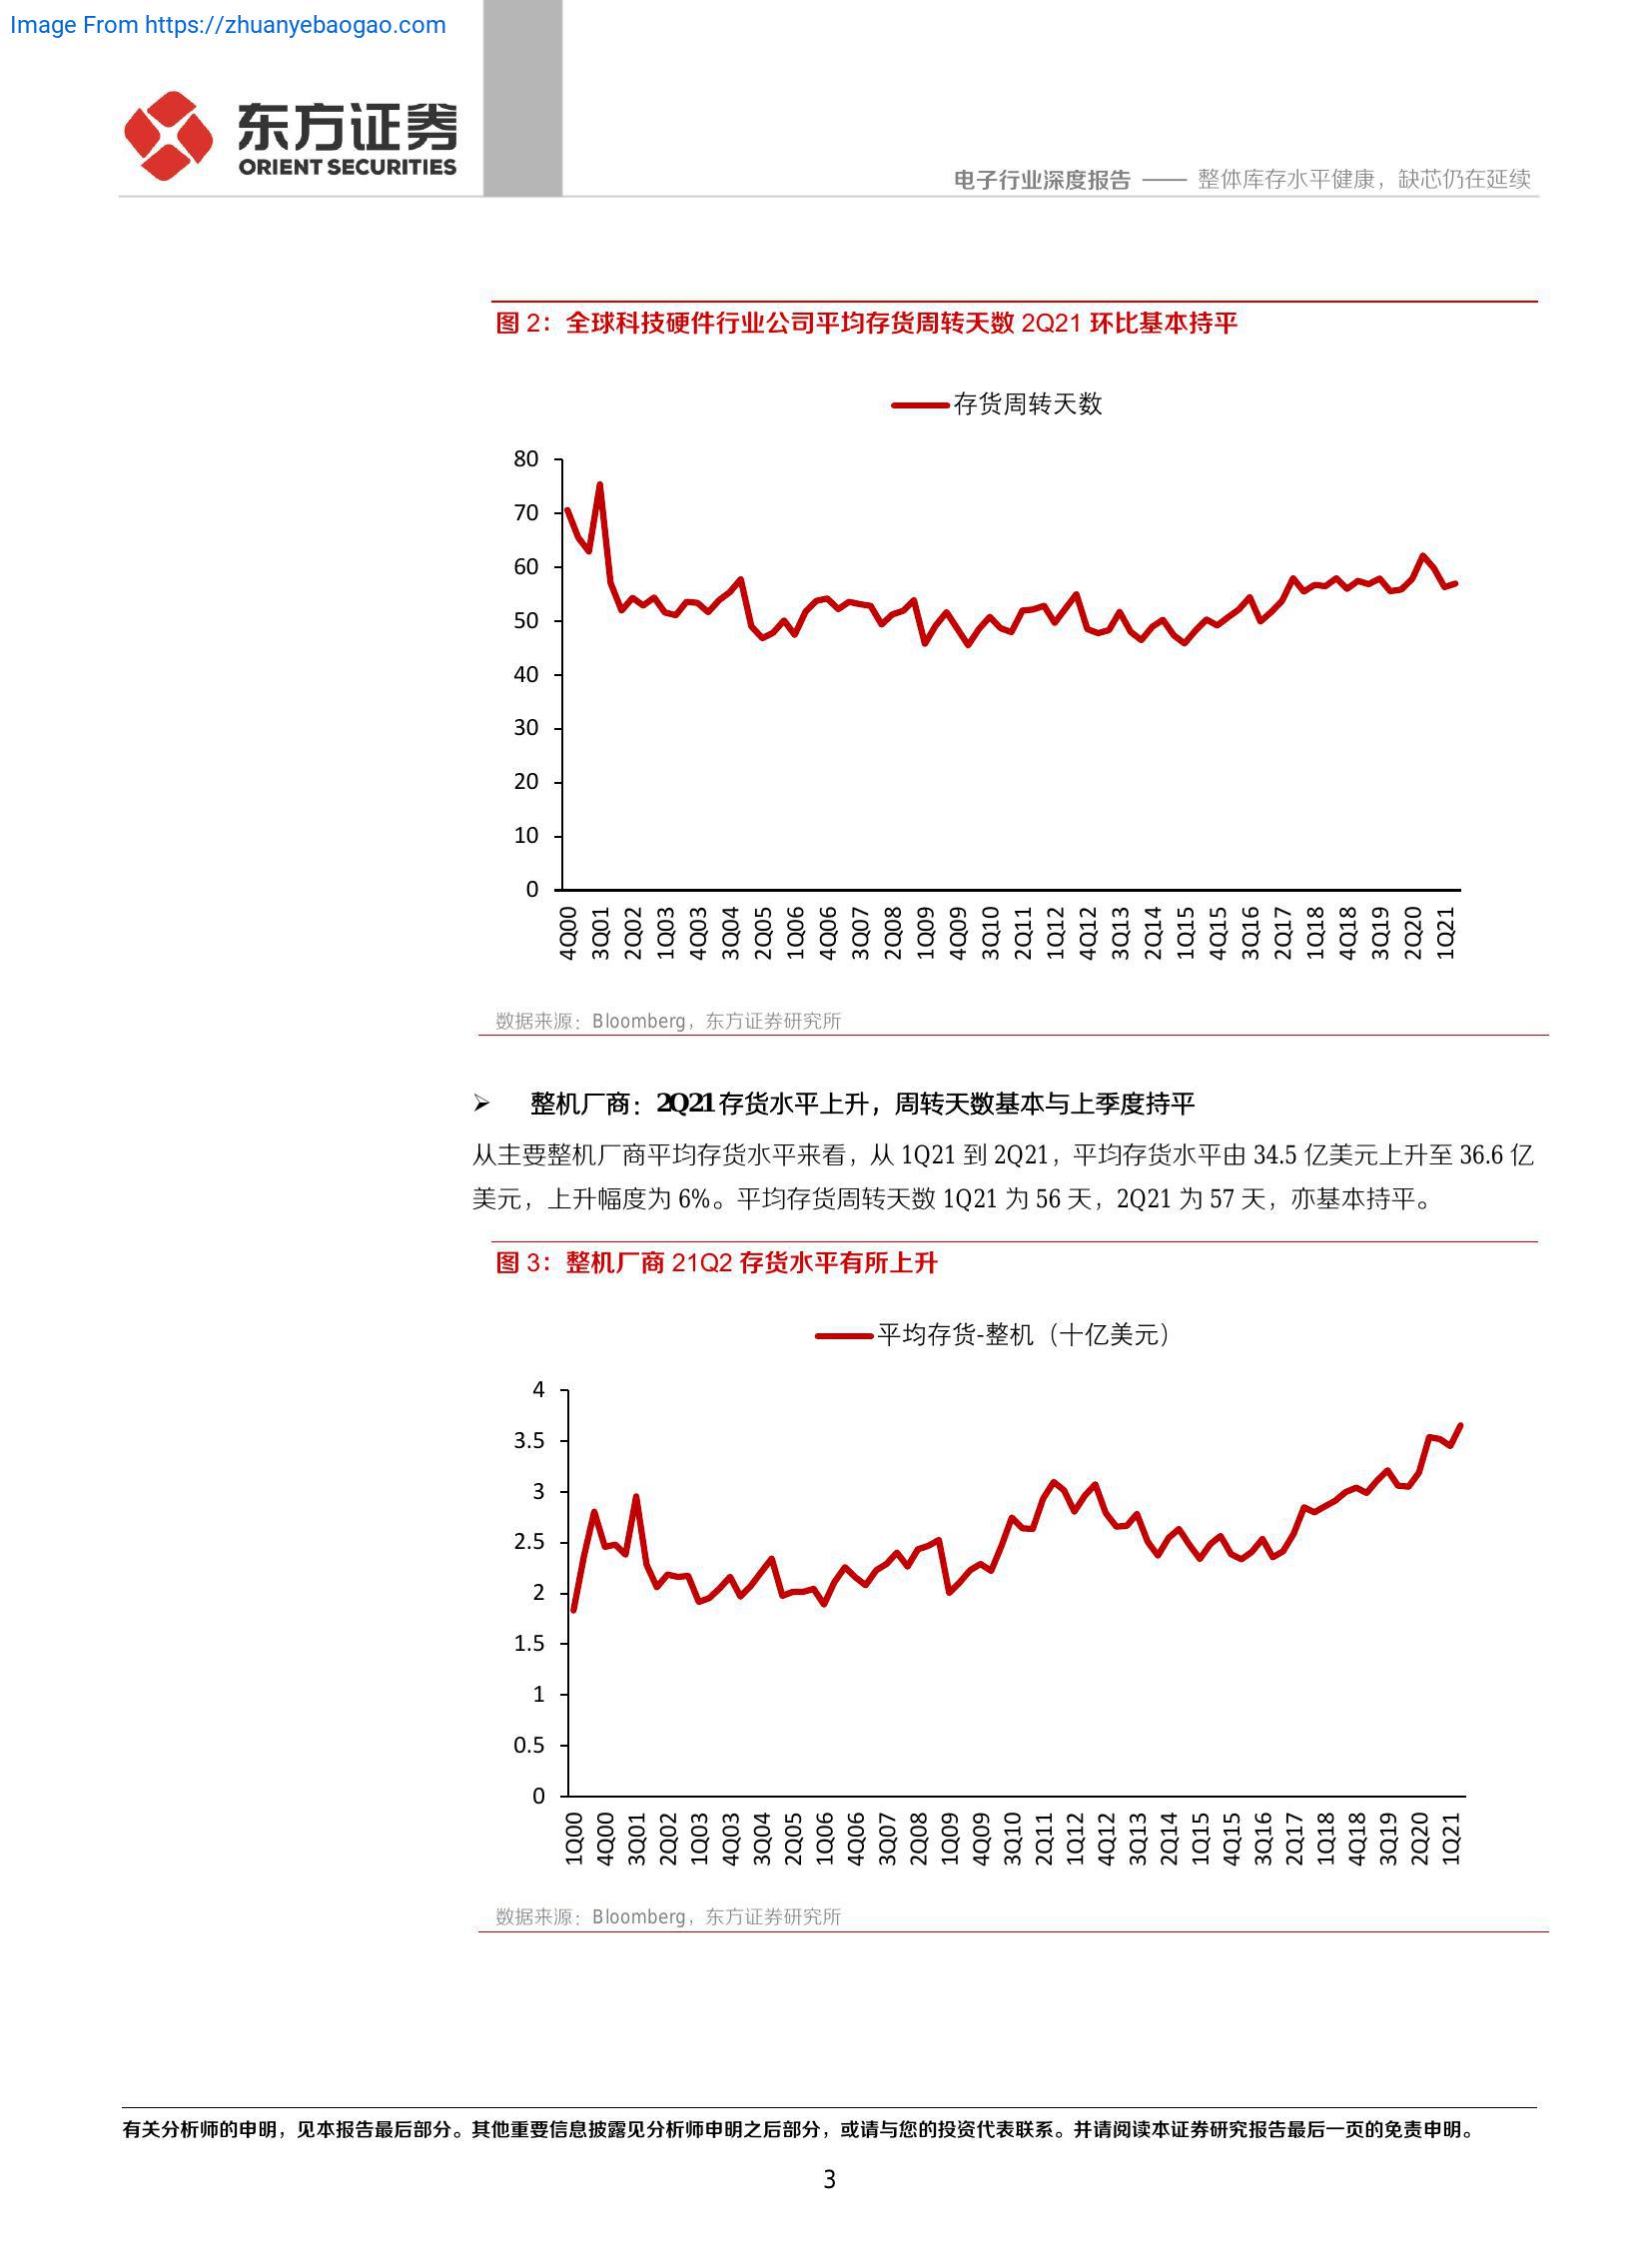 Image From https://zhuanyebaogao.com
东方证券
ORIENT SECURITIES
电子行业深度报告 —— 整体库存水平健康，缺芯仍在延续
图 2：全球科技硬件行业公司平均存货周转天数 2Q21 环比基本持平
存货周转天数
80
70
60
50
40
30
20
10
0
4Q00 3Q01 2Q02 1Q03 4Q03 3Q04 2Q05 1Q06 4Q06 3Q07 2Q08 1Q09 4Q09 3Q10 2Q11 1Q12 4Q12 3Q13 2Q14 1Q15 4Q15 3Q16 2Q17 1Q18 4Q18 3Q19 2Q20 1Q21
数据来源：Bloomberg，东方证券研究所
➢ 整机厂商：2Q21 存货水平上升，周转天数基本与上季度持平
从主要整机厂商平均存货水平来看，从 1Q21 到 2Q21，平均存货水平由 34.5 亿美元上升至 36.6 亿
美元，上升幅度为 6%。平均存货周转天数 1Q21 为 56 天，2Q21 为 57 天，亦基本持平。
图 3：整机厂商 21Q2 存货水平有所上升
平均存货-整机（十亿美元）
4
3.5
3
2.5
2
1.5
1
0.5
0
1Q00 4Q00 3Q01 2Q02 1Q03 4Q03 3Q04 2Q05 1Q06 4Q06 3Q07 2Q08 1Q09 4Q09 3Q10 2Q11 1Q12 4Q12 3Q13 2Q14 1Q15 4Q15 3Q16 2Q17 1Q18 4Q18 3Q19 2Q20 1Q21
数据来源：Bloomberg，东方证券研究所
有关分析师的申明，见本报告最后部分。其他重要信息披露见分析师申明之后部分，或请与您的投资代表联系。并请阅读本证券研究报告最后一页的免责申明。
3